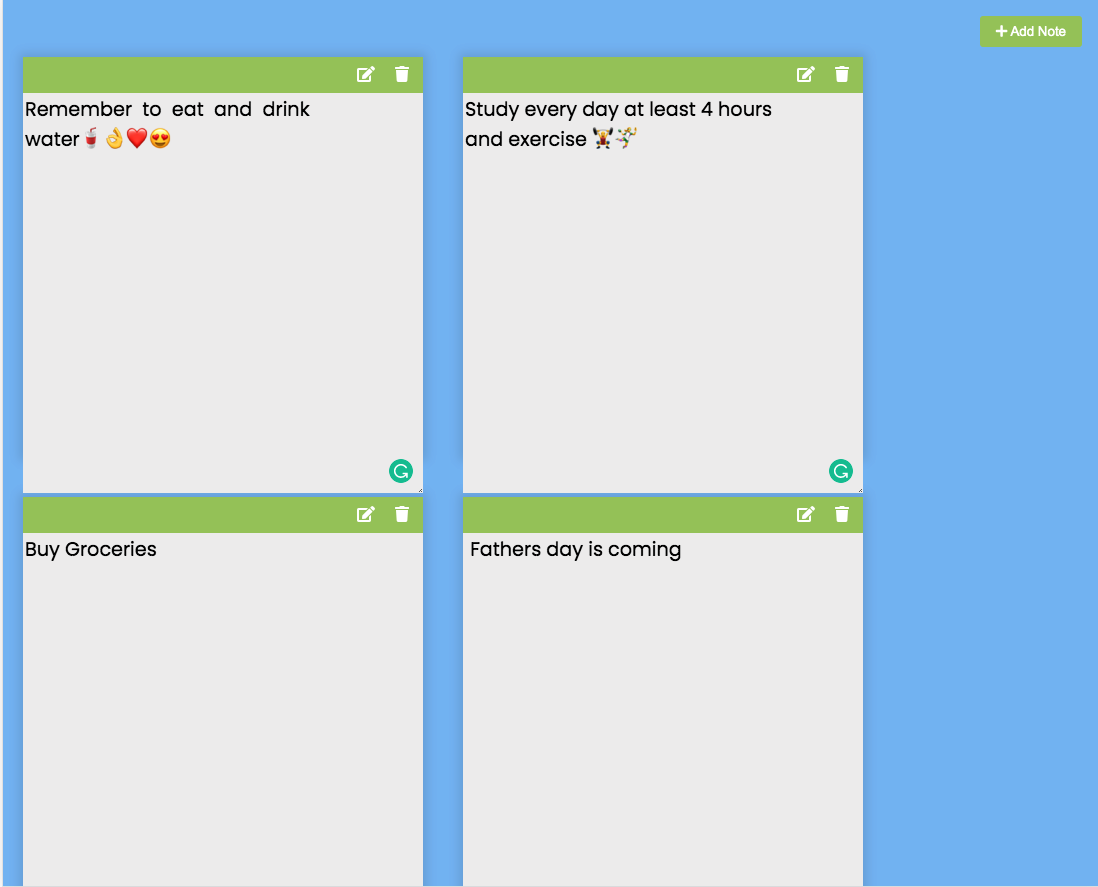 Add Note
Remember to eat and drink
water🥤👌❤️😍
Study every day at least 4 hours
and exercise 🏋️🤾
Buy Groceries
Fathers day is coming